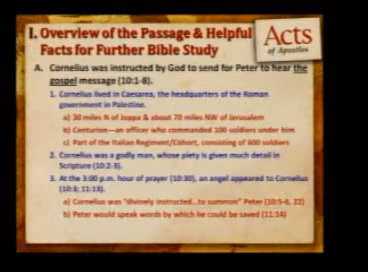 I. Overview of the Passage & Helpful
Facts for Further Bible Study
Acts
of Apostles
A. Cornelius was instructed by God to send for Peter to hear the
gospel message (10:1-8).
1. Cornelius lived in Caesarea, the headquarters of the Roman
government in Palestine.
a) 30 miles N of Joppa & about 70 miles NW of Jerusalem
b) Centurion—an officer who commanded 100 soldiers under him
c) Part of the Italian Regiment/Cohort, consisting of 600 soldiers
2. Cornelius was a godly man, whose piety is given much detail in
Scripture (10:2-3).
3. At the 3:00 p.m. hour of prayer (10:30), an angel appeared to Cornelius
(10:3; 11:13).
a) Cornelius was "divinely instructed...to summon" Peter (10:5-6, 22)
b) Peter would speak words by which he could be saved (11:14)